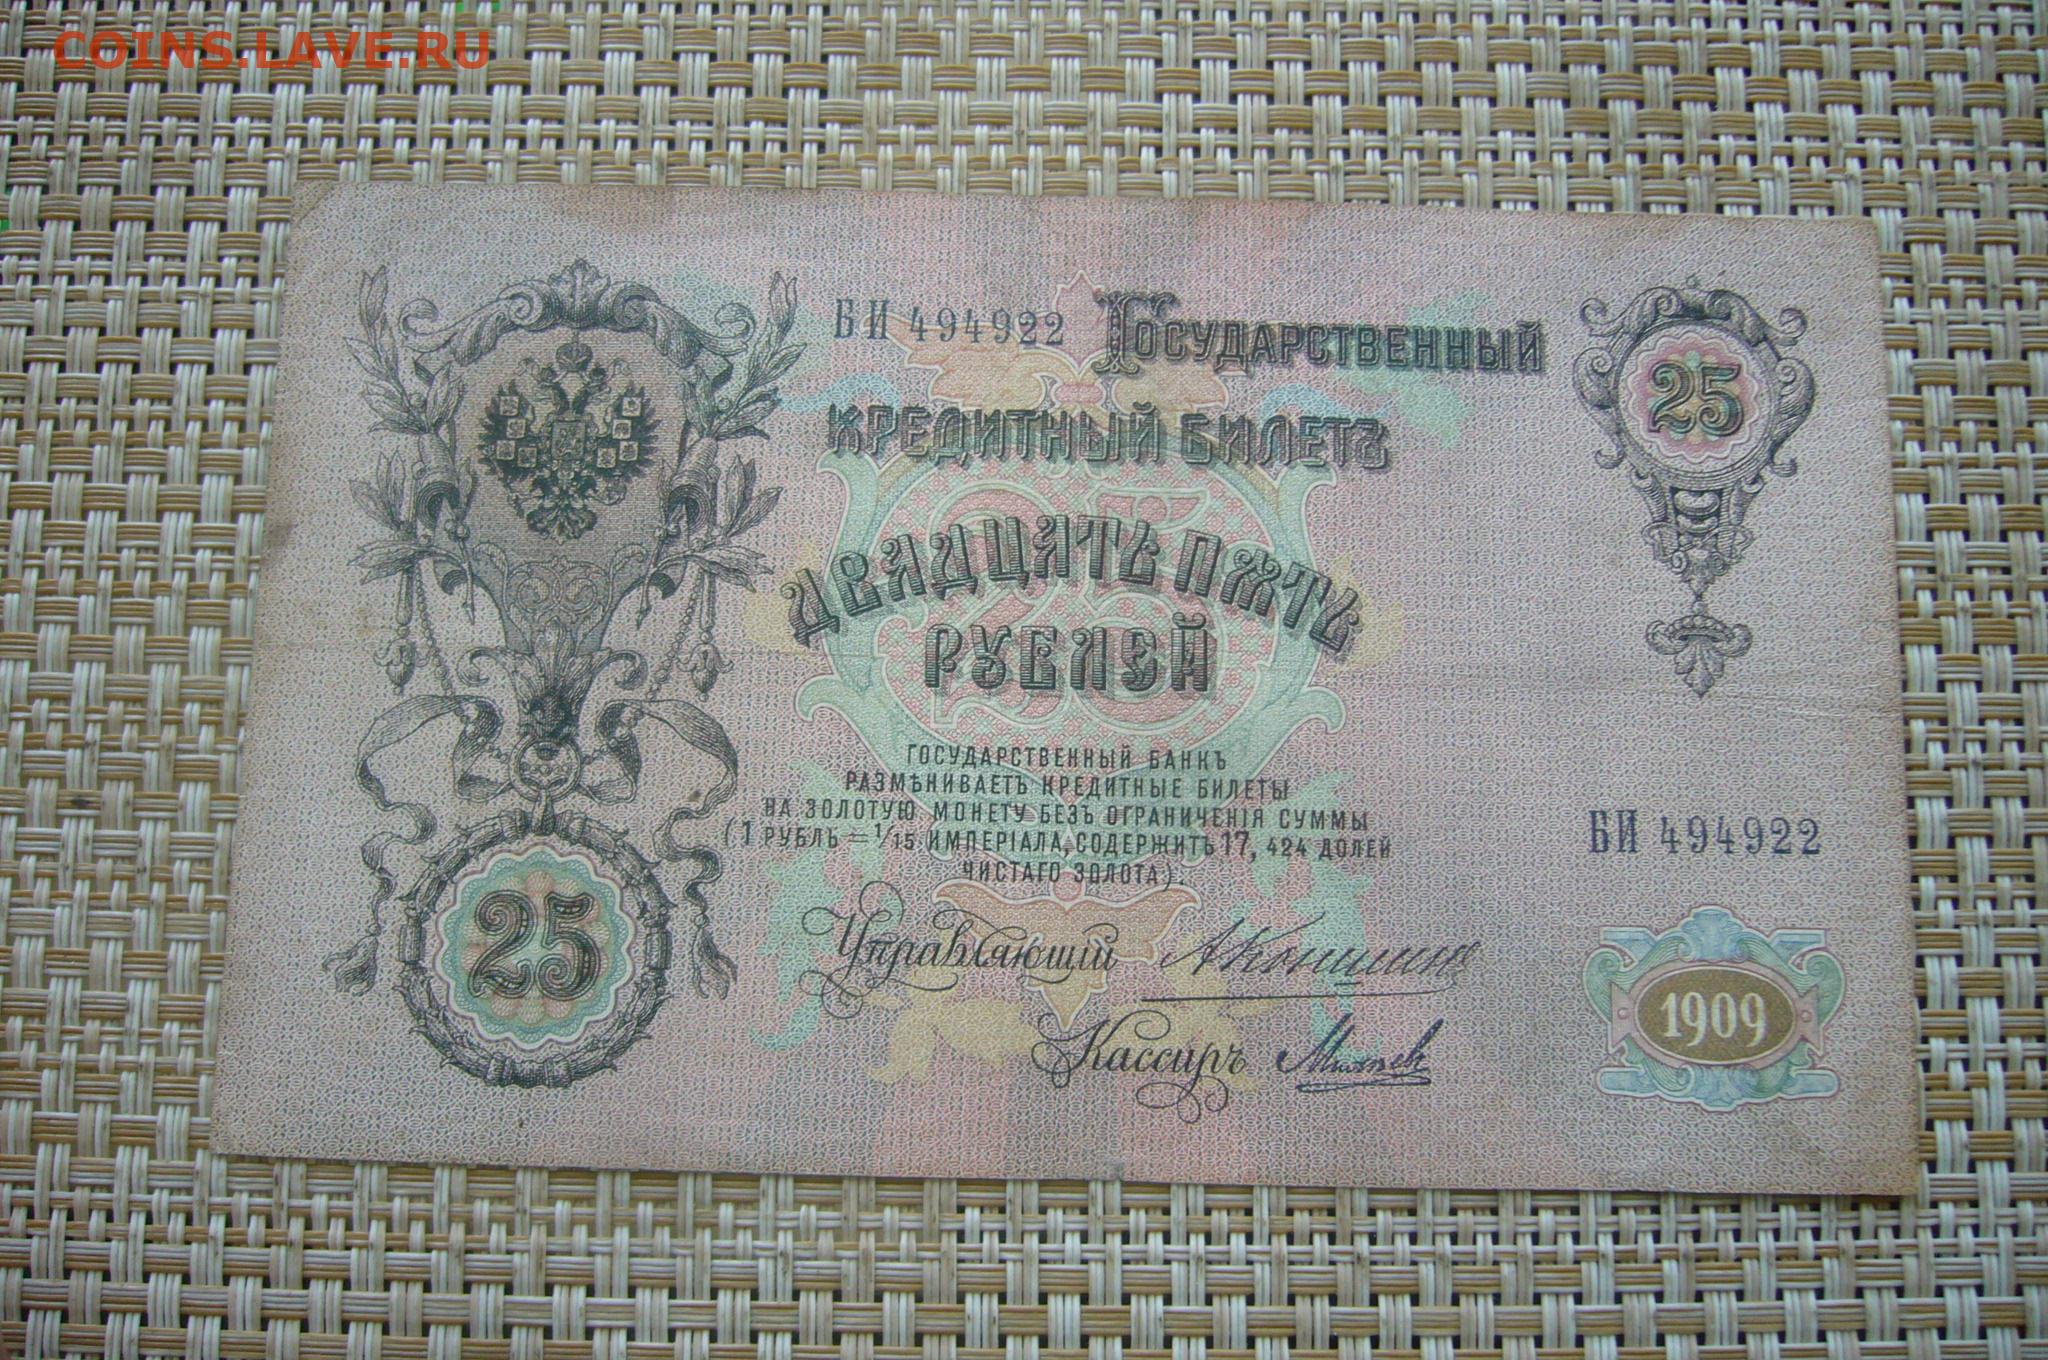 COINS.LAVE.RU
БИ 494922
ГОСУДАРСТВЕННЫЙ
25
КРЕДИТНЫЙ БИЛЕТЪ
ДВАДЦАТЬ ПЯТЬ
РУБЛЕЙ
ГОСУДАРСТВЕННЫЙ БАНКЪ
РАЗМѢНИВАЕТЪ КРЕДИТНЫЕ БИЛЕТЫ
НА ЗОЛОТУЮ МОНЕТУ БЕЗЪ ОГРАНИЧЕНІЯ СУММЫ
(1 РУБЛЬ = 1/15 ИМПЕРІАЛА, СОДЕРЖИТЪ 17,424 ДОЛЕЙ
ЧИСТАГО ЗОЛОТА).
БИ 494922
25
Управляющій АКоншинъ
Кассиръ
1909